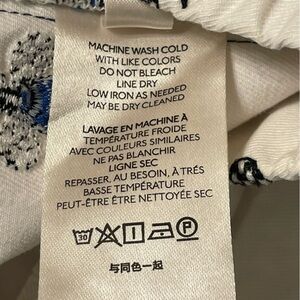 MACHINE WASH COLD
WITH LIKE COLORS
DO NOT BLEACH
LINE DRY
LOW IRON AS NEEDED
MAY BE DRY CLEANED
LAVAGE EN MACHINE À
TEMPÉRATURE FROIDE
AVEC COULEURS SIMILAIRES
NE PAS BLANCHIR
LIGNE SEC
REPASSER, AU BESOIN, À TRÉS
BASSE TEMPÉRATURE
PEUT-ÊTRE ÊTRE NETTOYÉE SEC
30 P
与同色一起